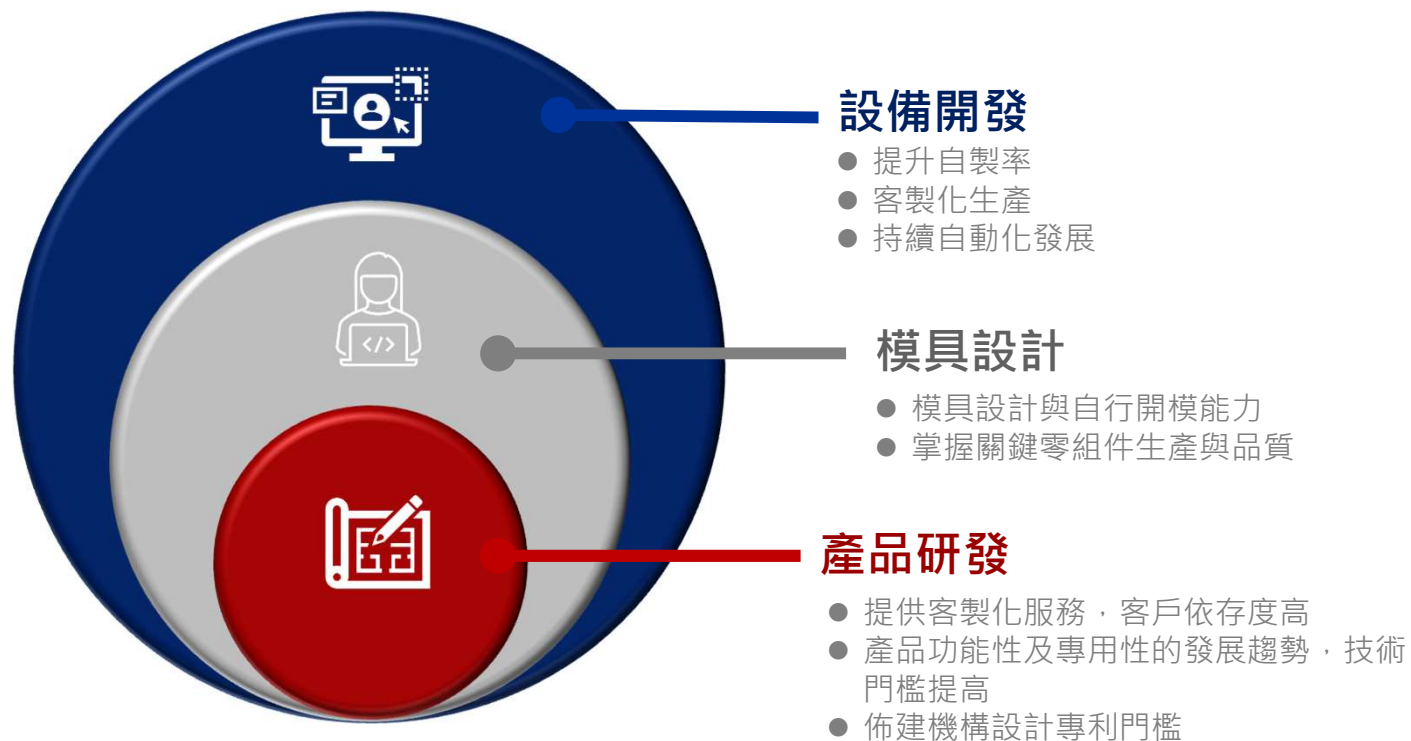 設備開發
● 提升自製率
● 客製化生產
● 持續自動化發展
</>
模具設計
● 模具設計與自行開模能力
● 掌握關鍵零組件生產與品質
產品研發
● 提供客製化服務，客戶依存度高
● 產品功能性及專用性的發展趨勢，技術
門檻提高
● 佈建機構設計專利門檻